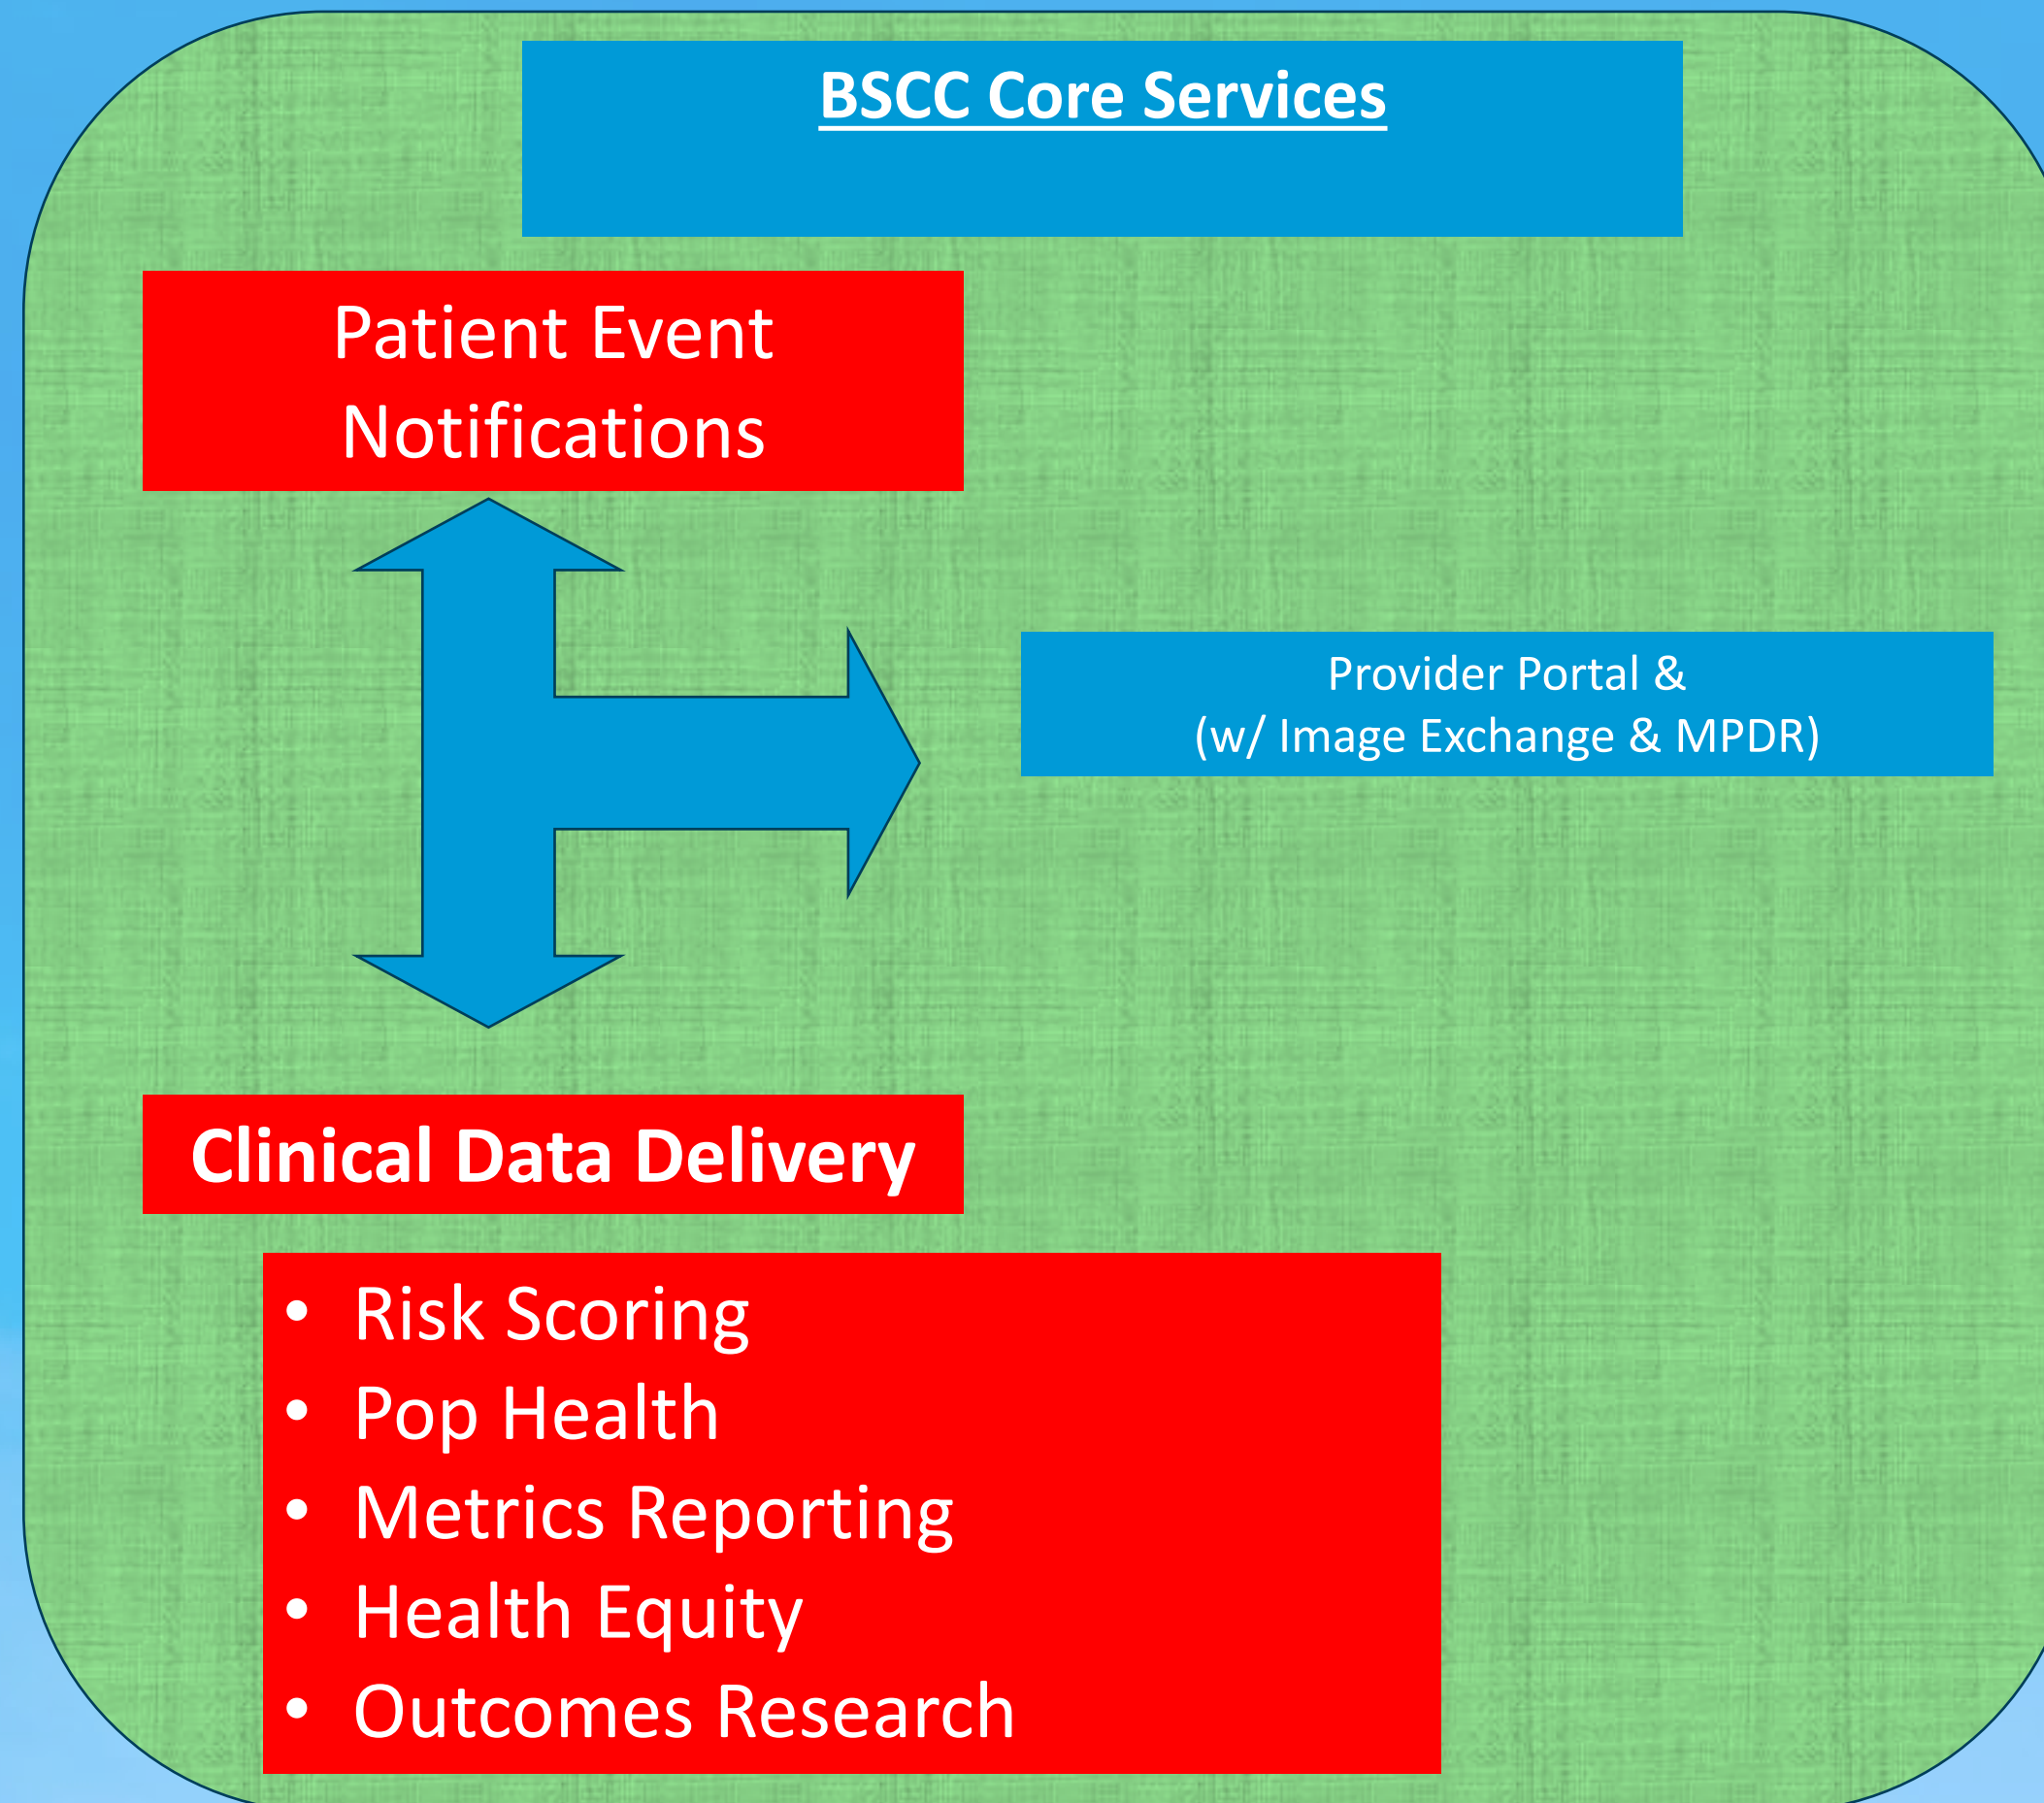 BSCC Core Services
Patient Event
Notifications
Provider Portal &
(w/ Image Exchange & MPDR)
Clinical Data Delivery
• Risk Scoring
• Pop Health
• Metrics Reporting
• Health Equity
• Outcomes Research